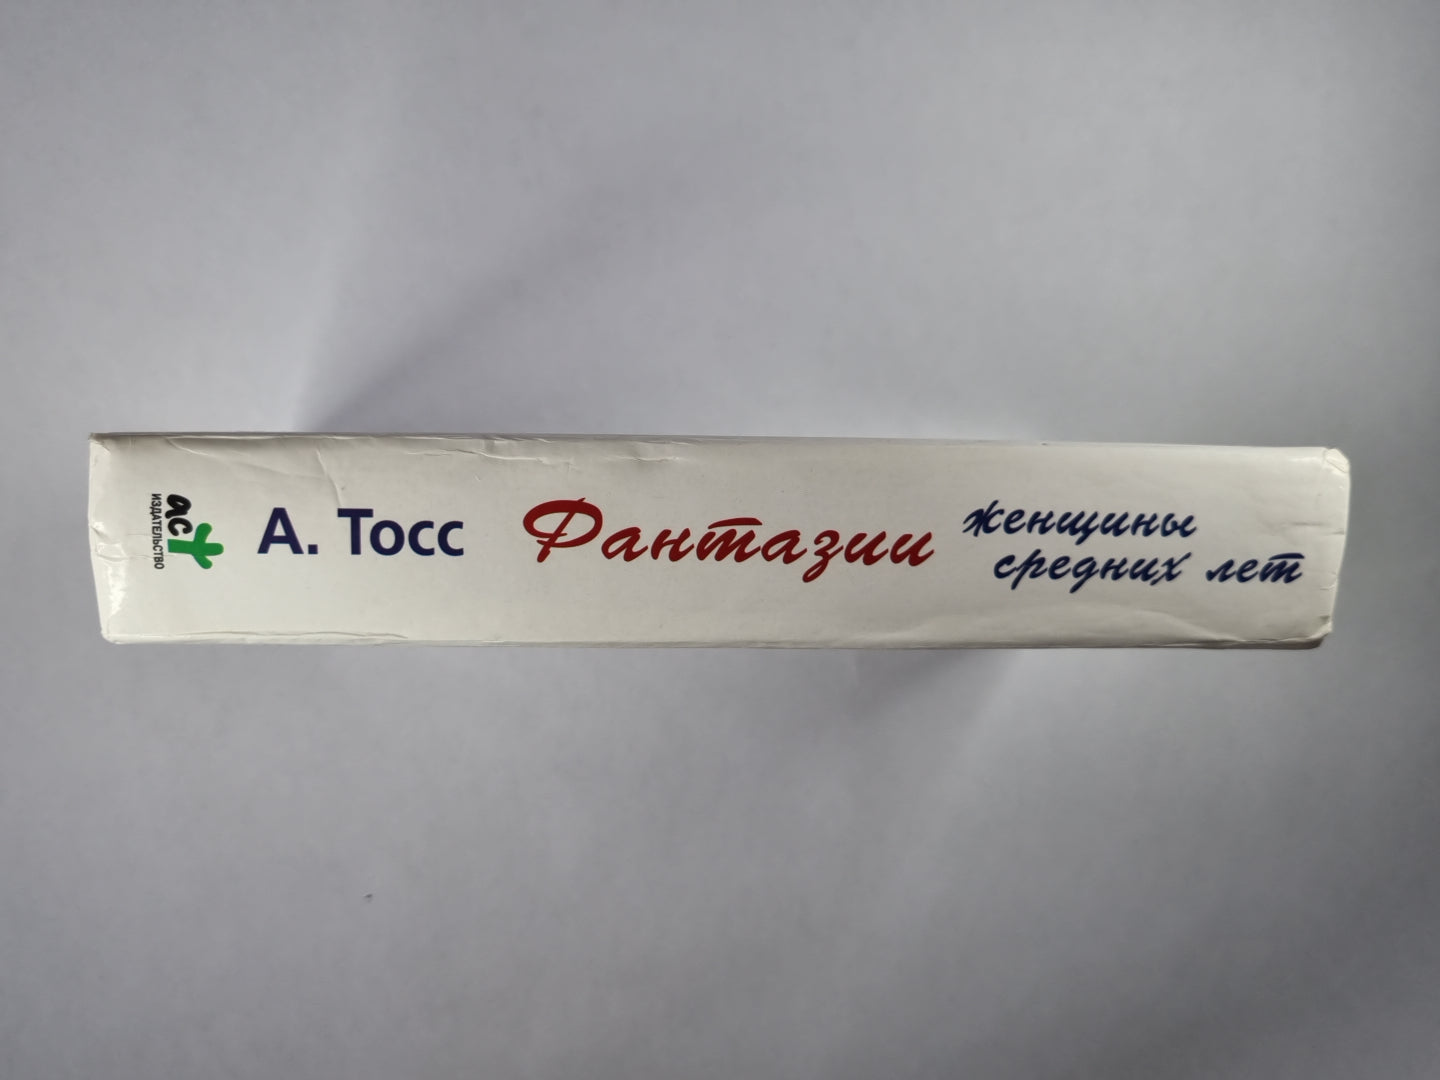 аст
ИЗДАТЕЛЬСТВО
А. Тосс
Фантазии
женщины
средних лет